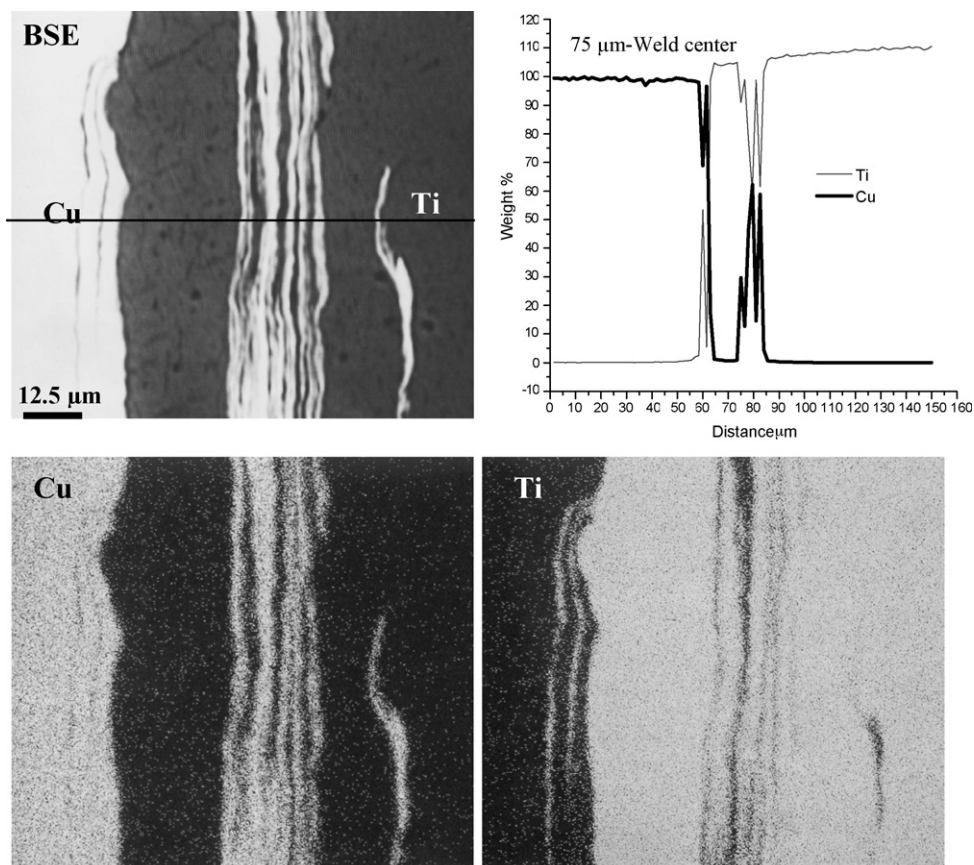 BSE
Cu
Ti
12.5 μm
75 μm-Weld center
Weight %
120
110
100
90
80
70
60
50
40
30
20
10
0
-10
Ti
Cu
0 10 20 30 40 50 60 70 80 90 100 110 120 130 140 150 160
Distanceμm
Cu
Ti